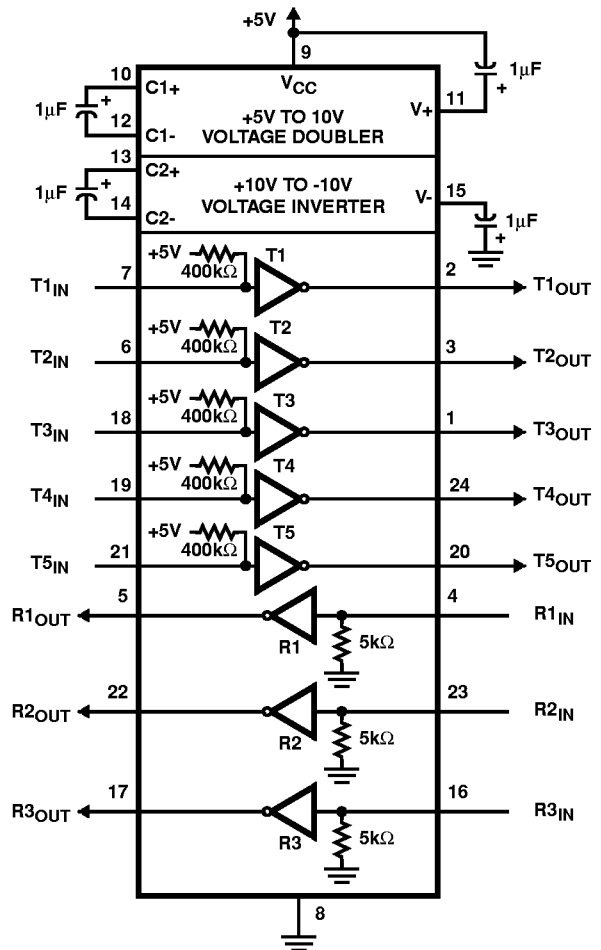 +5V
9
10
C1+
VCC
1μF
+
1μF
+
12
C1-
+5V TO 10V
VOLTAGE DOUBLER
V+
11
13
C2+
1μF
+
14
C2-
+10V TO -10V
VOLTAGE INVERTER
V-
15
1μF
+
+5V
400kΩ
T1
T1IN
7
2
T1OUT
+5V
400kΩ
T2
T2IN
6
3
T2OUT
+5V
400kΩ
T3
T3IN
18
1
T3OUT
+5V
400kΩ
T4
T4IN
19
24
T4OUT
+5V
400kΩ
T5
T5IN
21
20
T5OUT
R1OUT
5
4
R1IN
R1
5kΩ
R2OUT
22
23
R2IN
R2
5kΩ
R3OUT
17
16
R3IN
R3
5kΩ
8